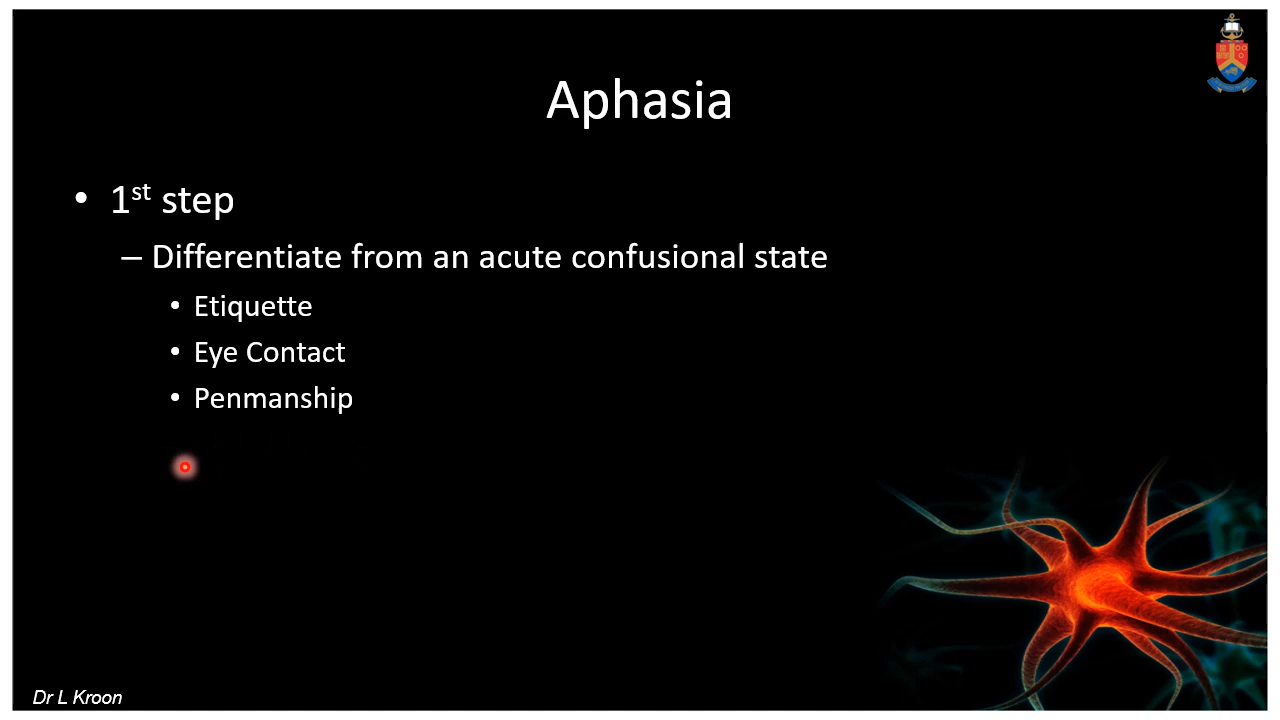 Aphasia
• 1st step
– Differentiate from an acute confusional state
• Etiquette
• Eye Contact
• Penmanship
Dr L Kroon